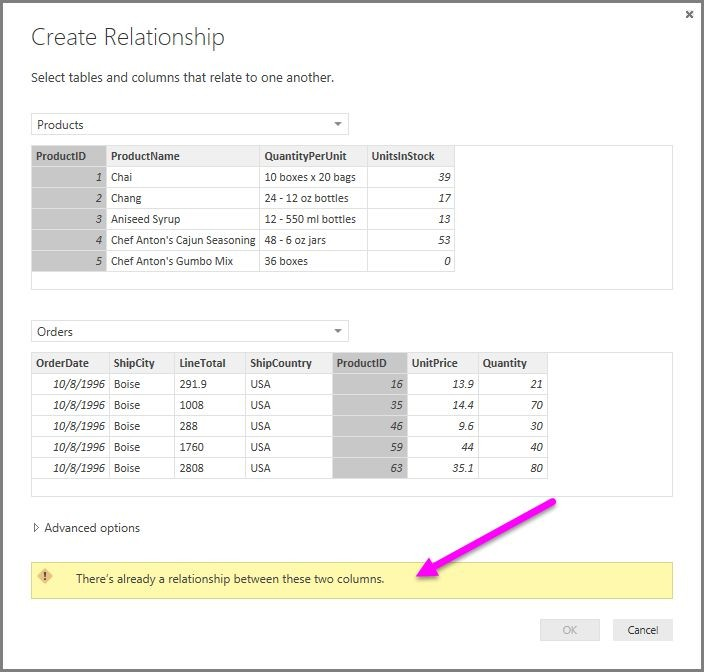 Create Relationship
Select tables and columns that relate to one another.
Products
ProductID ProductName QuantityPerUnit UnitsInStock
1 Chai 10 boxes x 20 bags 39
2 Chang 24 - 12 oz bottles 17
3 Aniseed Syrup 12 - 550 ml bottles 13
4 Chef Anton's Cajun Seasoning 48 - 6 oz jars 53
5 Chef Anton's Gumbo Mix 36 boxes 0
Orders
OrderDate ShipCity LineTotal ShipCountry ProductID UnitPrice Quantity
10/8/1996 Boise 291.9 USA 16 13.9 21
10/8/1996 Boise 1008 USA 35 14.4 70
10/8/1996 Boise 288 USA 46 9.6 30
10/8/1996 Boise 1760 USA 59 44 40
10/8/1996 Boise 2808 USA 63 35.1 80
Advanced options
There's already a relationship between these two columns.
OK Cancel